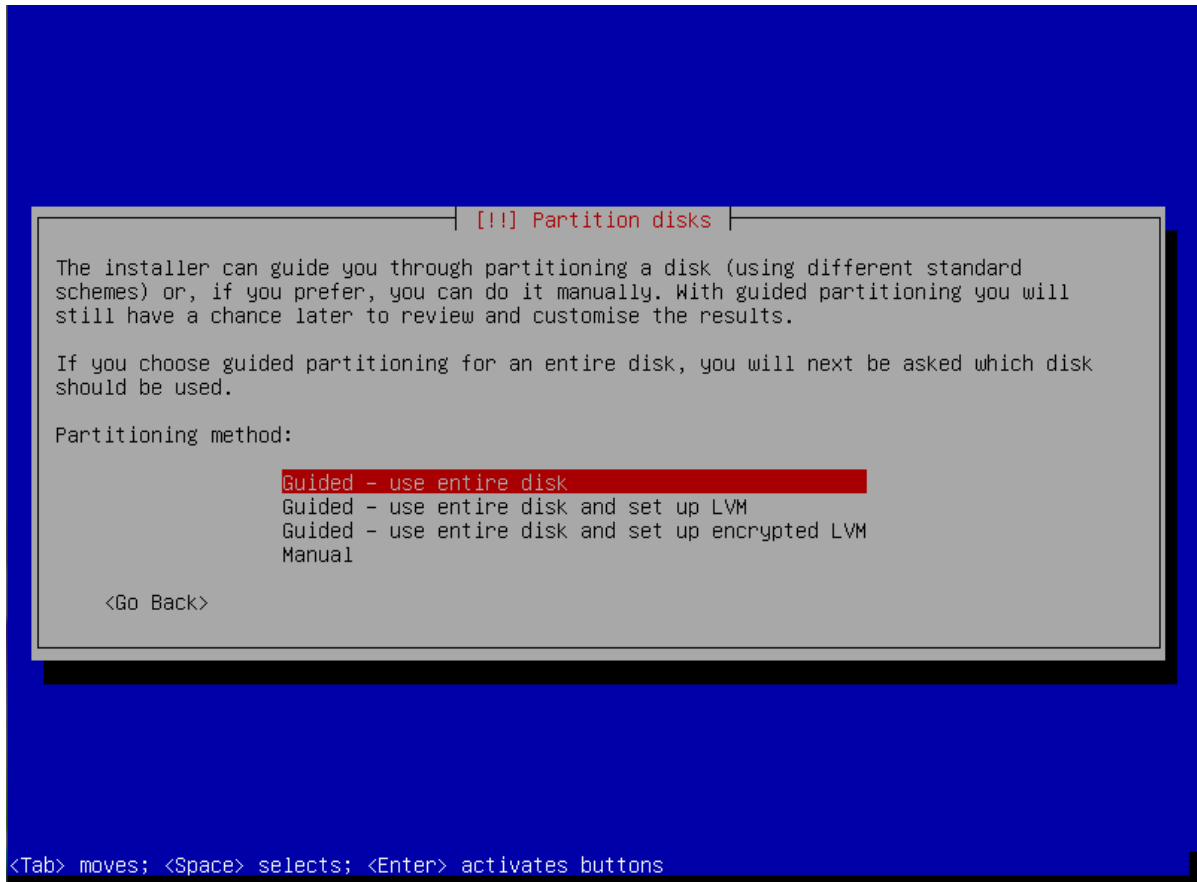 [!!] Partition disks
The installer can guide you through partitioning a disk (using different standard
schemes) or, if you prefer, you can do it manually. With guided partitioning you will
still have a chance later to review and customise the results.
If you choose guided partitioning for an entire disk, you will next be asked which disk
should be used.
Partitioning method:
Guided – use entire disk
Guided – use entire disk and set up LVM
Guided – use entire disk and set up encrypted LVM
Manual
<Go Back>
<Tab> moves; <Space> selects; <Enter> activates buttons